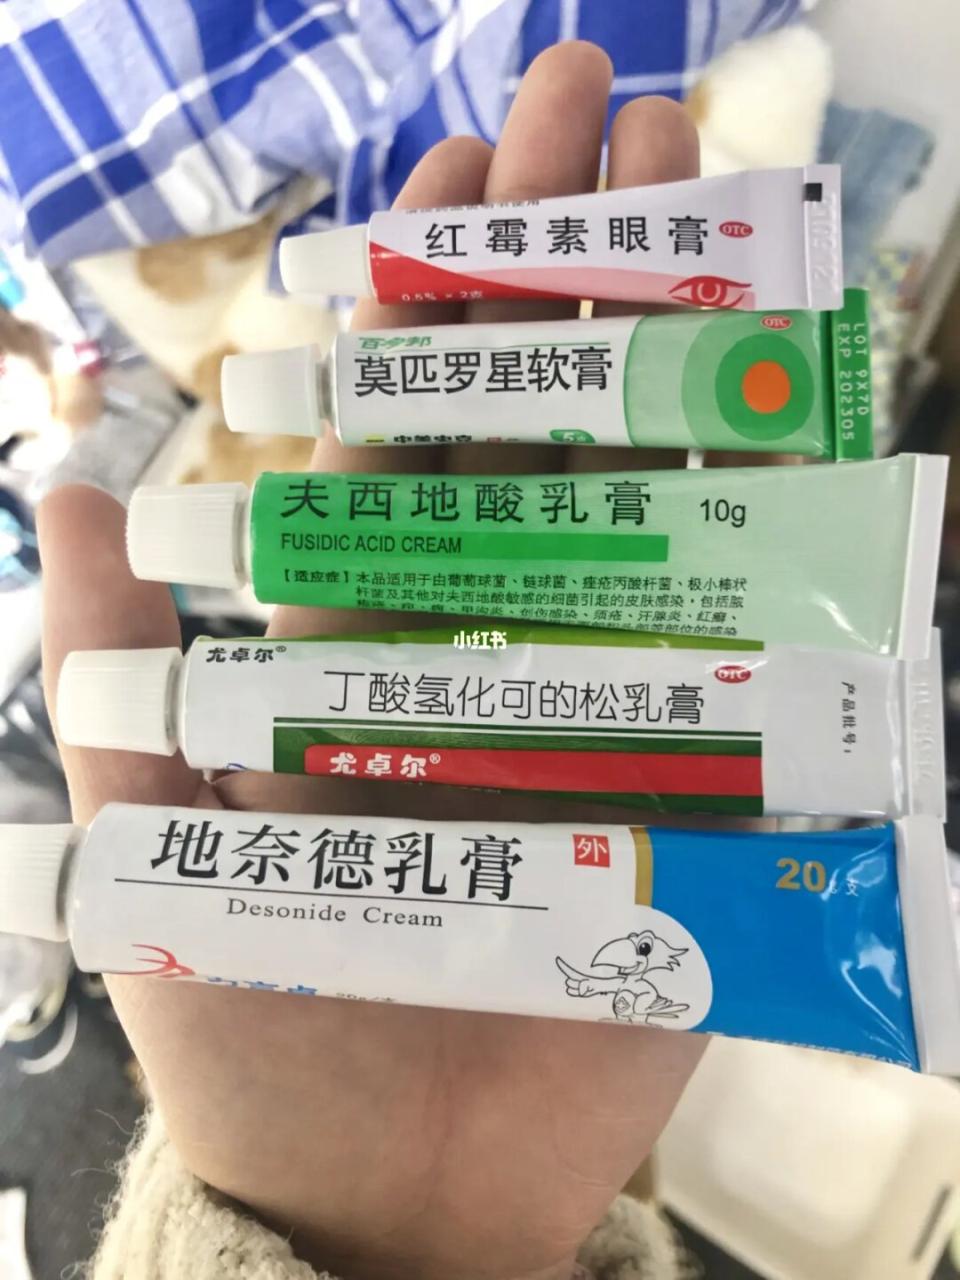 红霉素眼膏
OTC
0.5% × 2克
百多邦
莫匹罗星软膏
OTC
5克
LOT 9X7D
EXP 202305
夫西地酸乳膏
10g
FUSIDIC ACID CREAM
【适应症】本品适用于由葡萄球菌、链球菌、痤疮丙酸杆菌、极小棒状
杆菌及其他对夫西地酸敏感的细菌引起的皮肤感染，包括脓
小红书
尤卓尔®
丁酸氢化可的松乳膏
OTC
尤卓尔®
产品批号：
地奈德乳膏
外
Desonide Cream
20g/支
20